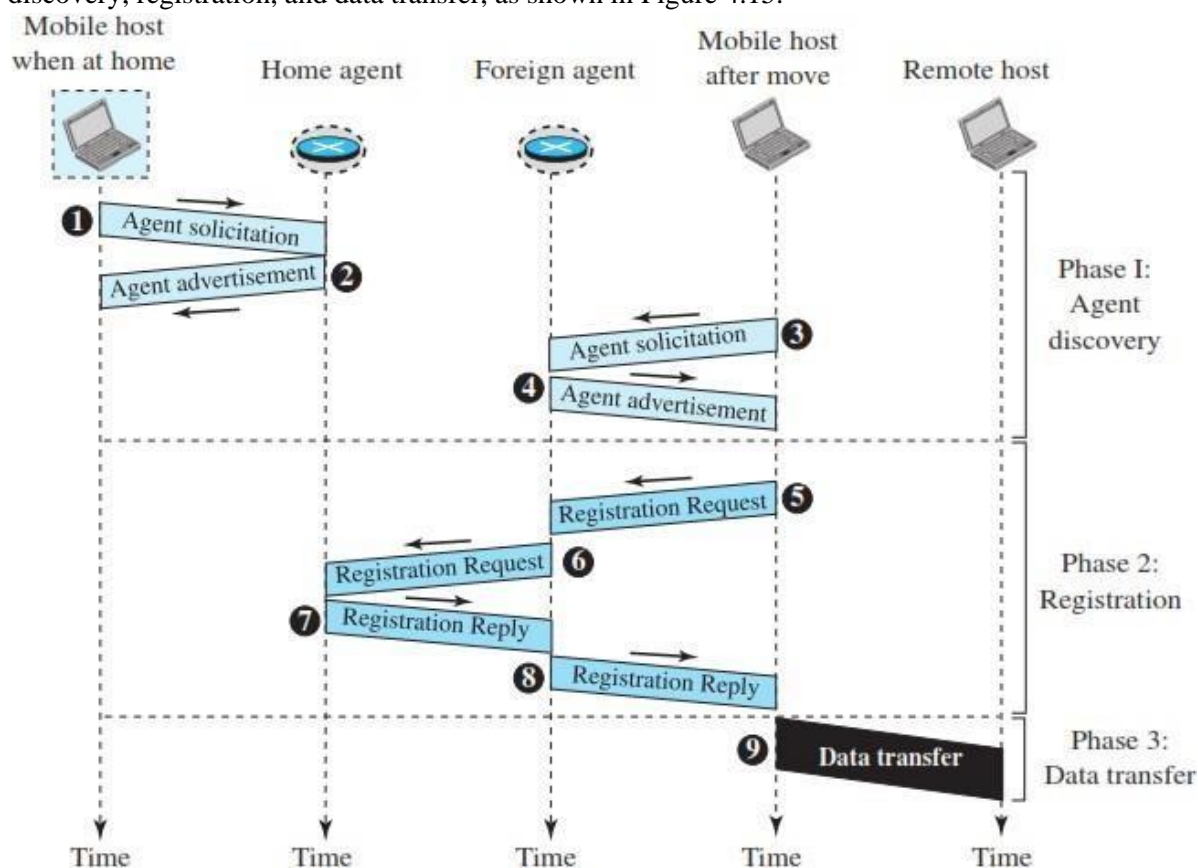 discovery, registration, and data transfer, as shown in Figure 4.13.
Mobile host
when at home
Home agent
Foreign agent
Mobile host
after move
Remote host
1
Agent solicitation
Agent advertisement
2
Agent solicitation
3
4
Agent advertisement
Phase I:
Agent
discovery
Registration Request
5
Registration Request
6
7
Registration Reply
8
Registration Reply
Phase 2:
Registration
9
Data transfer
Phase 3:
Data transfer
Time
Time
Time
Time
Time